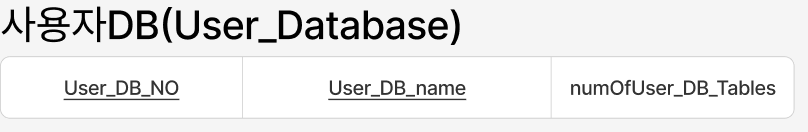 사용자DB(User_Database)
User_DB_NO User_DB_name numOfUser_DB_Tables